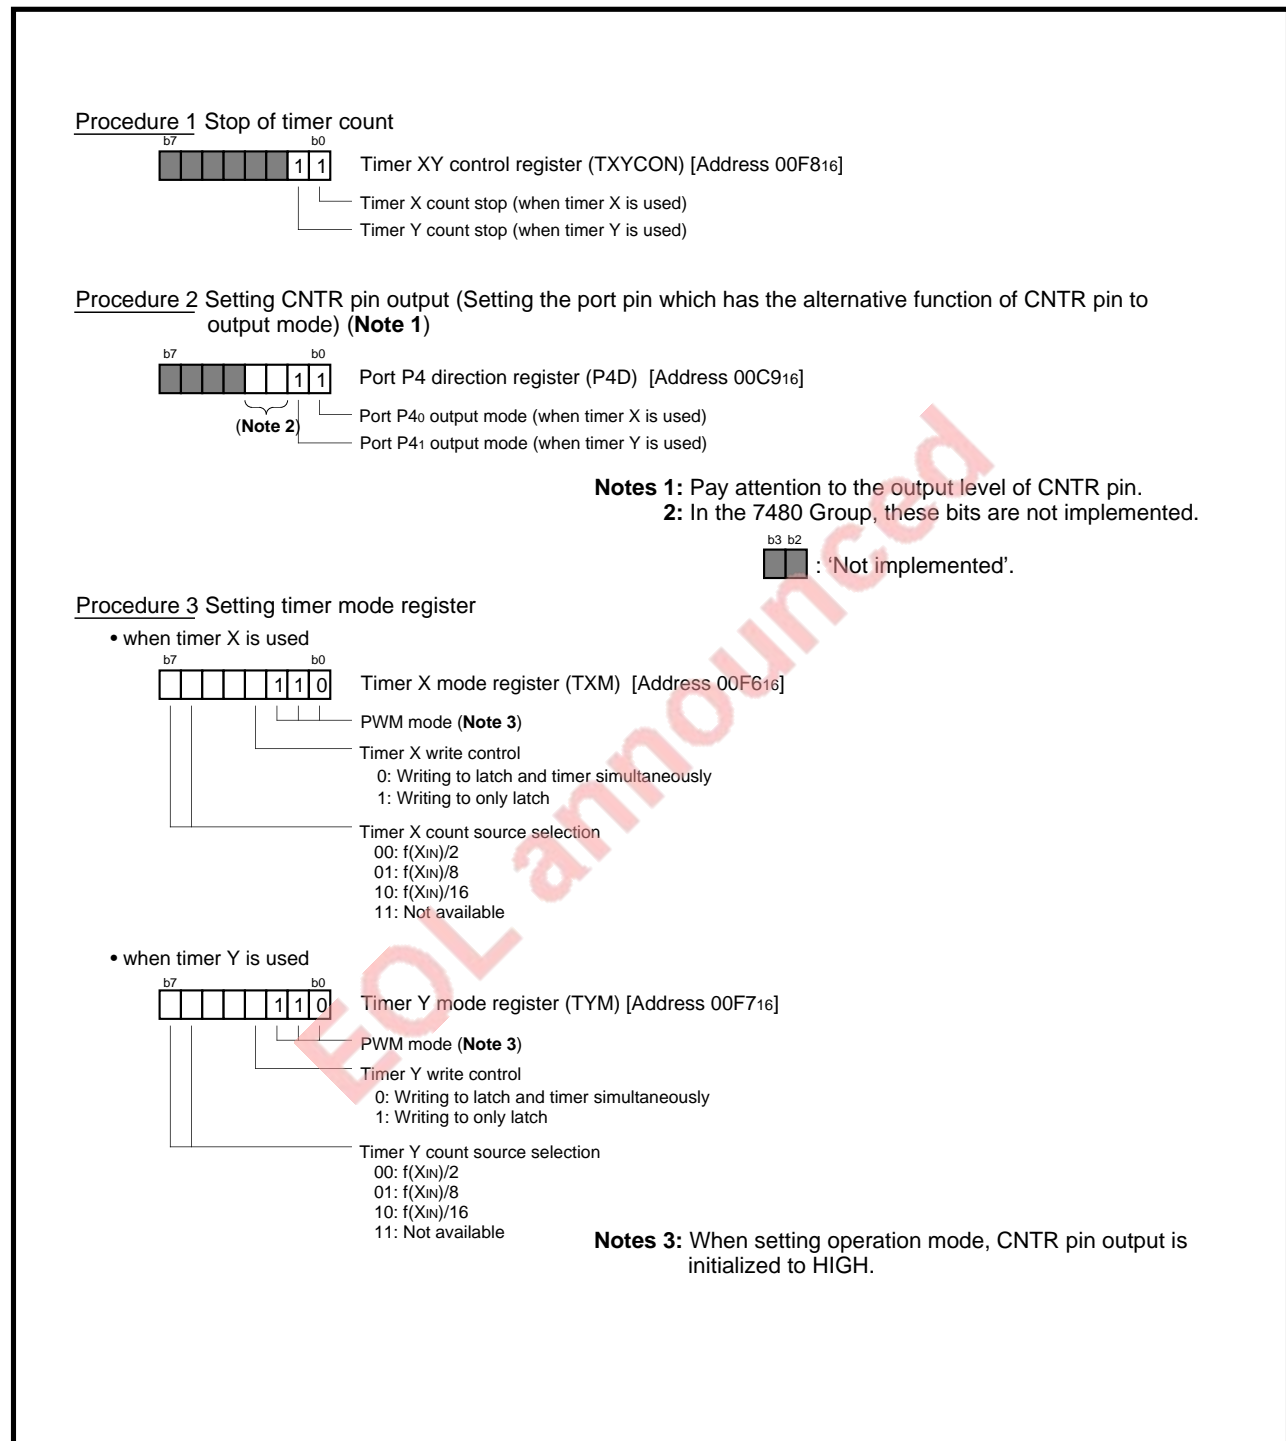 Procedure 1 Stop of timer count
b7 b0
1 1 Timer XY control register (TXYCON) [Address 00F816]
Timer X count stop (when timer X is used)
Timer Y count stop (when timer Y is used)
Procedure 2 Setting CNTR pin output (Setting the port pin which has the alternative function of CNTR pin to
output mode) (Note 1)
b7 b0
1 1 Port P4 direction register (P4D) [Address 00C916]
Port P40 output mode (when timer X is used)
(Note 2)
Port P41 output mode (when timer Y is used)
Notes 1: Pay attention to the output level of CNTR pin.
2: In the 7480 Group, these bits are not implemented.
b3 b2
: ‘Not implemented’.
Procedure 3 Setting timer mode register
• when timer X is used
b7 b0
1 1 0 Timer X mode register (TXM) [Address 00F616]
PWM mode (Note 3)
Timer X write control
0: Writing to latch and timer simultaneously
1: Writing to only latch
Timer X count source selection
00: f(XIN)/2
01: f(XIN)/8
10: f(XIN)/16
11: Not available
• when timer Y is used
b7 b0
1 1 0 Timer Y mode register (TYM) [Address 00F716]
PWM mode (Note 3)
Timer Y write control
0: Writing to latch and timer simultaneously
1: Writing to only latch
Timer Y count source selection
00: f(XIN)/2
01: f(XIN)/8
10: f(XIN)/16
11: Not available
Notes 3: When setting operation mode, CNTR pin output is
initialized to HIGH.
EOL announced